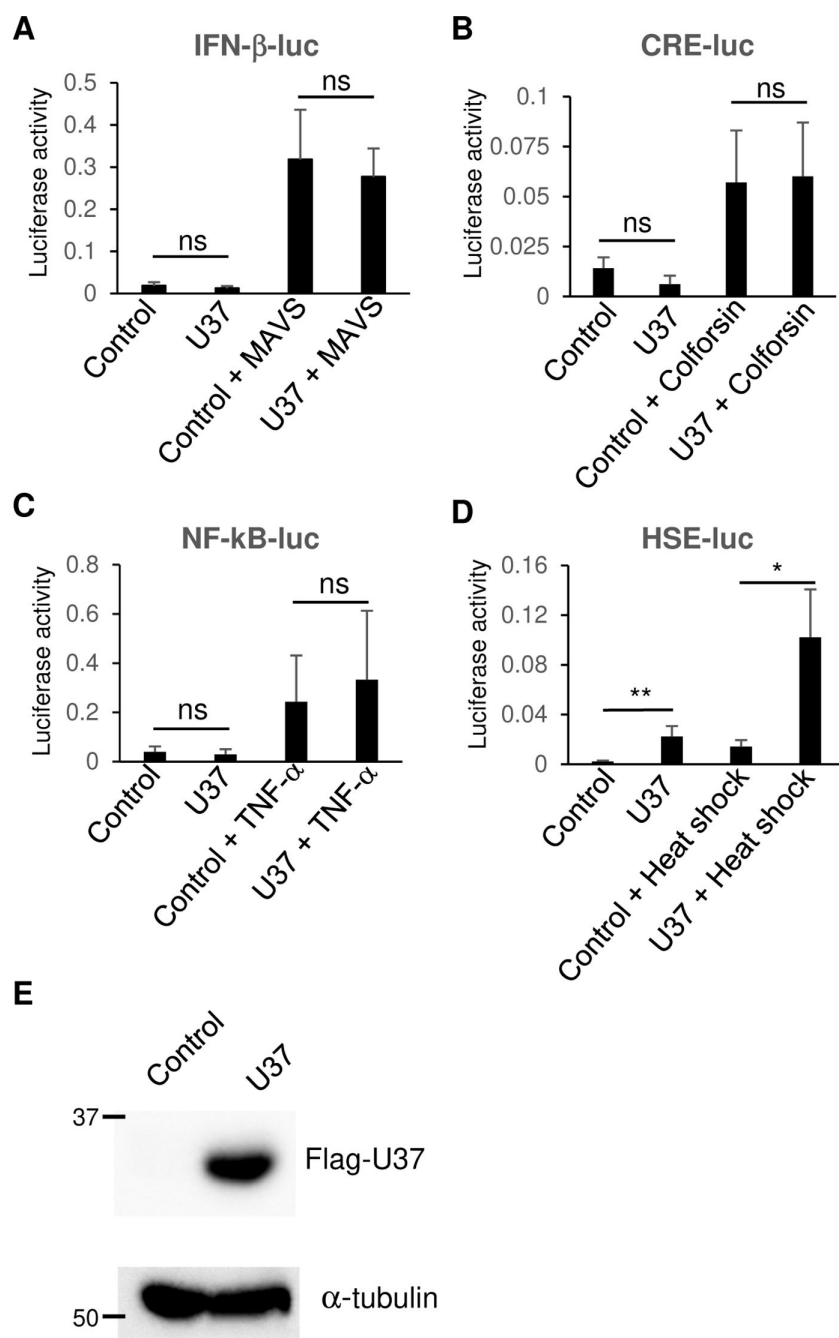 A
IFN-β-luc
Luciferase activity
0.5
0.4
0.3
0.2
0.1
0
ns
ns
Control
U37
Control + MAVS
U37 + MAVS
B
CRE-luc
Luciferase activity
0.1
0.075
0.05
0.025
0
ns
ns
Control
U37
Control + Colforsin
U37 + Colforsin
C
NF-kB-luc
Luciferase activity
0.8
0.6
0.4
0.2
0
ns
ns
Control
U37
Control + TNF-α
U37 + TNF-α
D
HSE-luc
Luciferase activity
0.16
0.12
0.08
0.04
0
**
*
Control
U37
Control + Heat shock
U37 + Heat shock
E
Control
U37
37
Flag-U37
α-tubulin
50